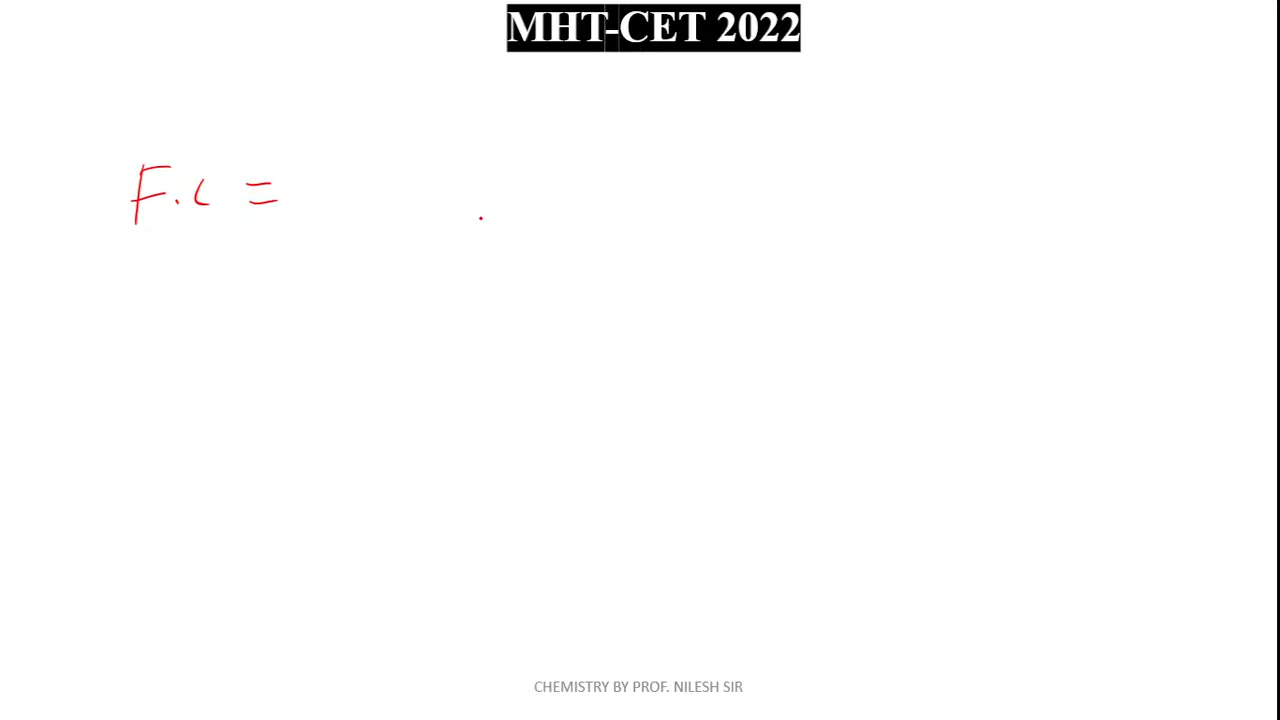 MHT-CET 2022
F.C =
CHEMISTRY BY PROF. NILESH SIR